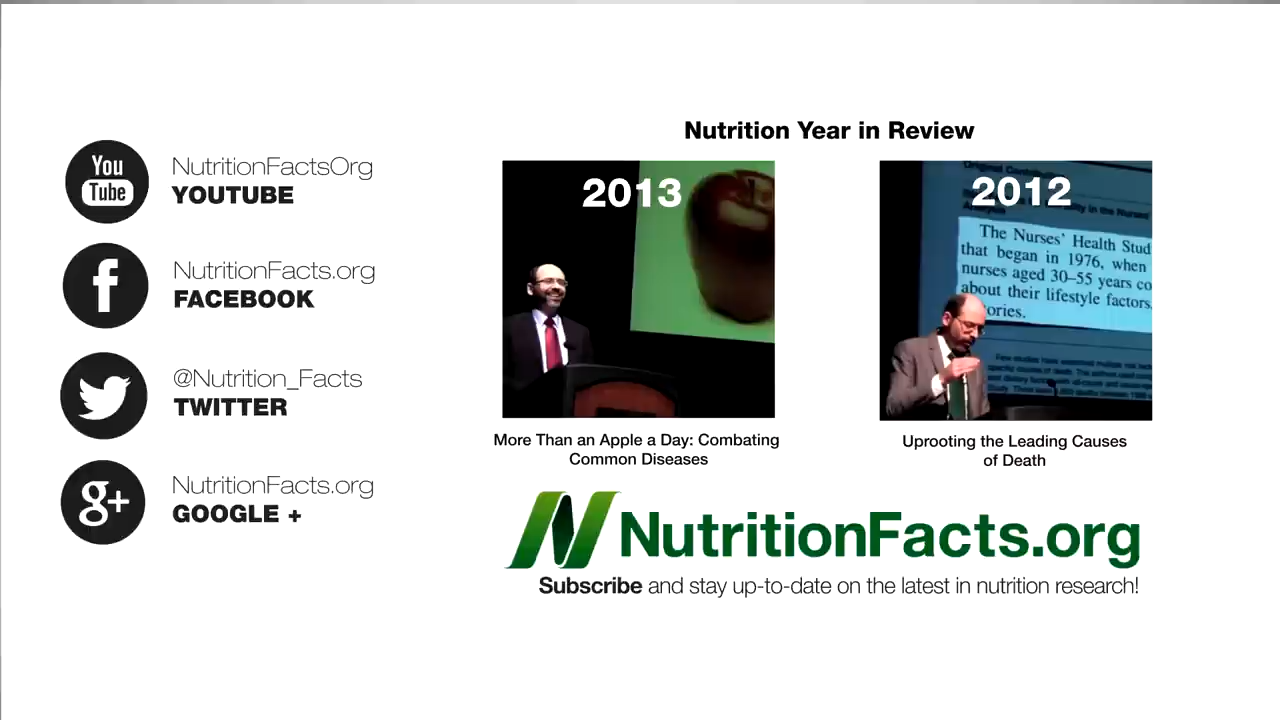 You
Tube
NutritionFactsOrg
YOUTUBE
f
NutritionFacts.org
FACEBOOK
@Nutrition_Facts
TWITTER
g+
NutritionFacts.org
GOOGLE +
Nutrition Year in Review
2013
More Than an Apple a Day: Combating
Common Diseases
2012
The Nurses' Health Stud
that began in 1976, when
nurses aged 30–55 years co
about their lifestyle factors,
ories.
Uprooting the Leading Causes
of Death
NutritionFacts.org
Subscribe and stay up-to-date on the latest in nutrition research!